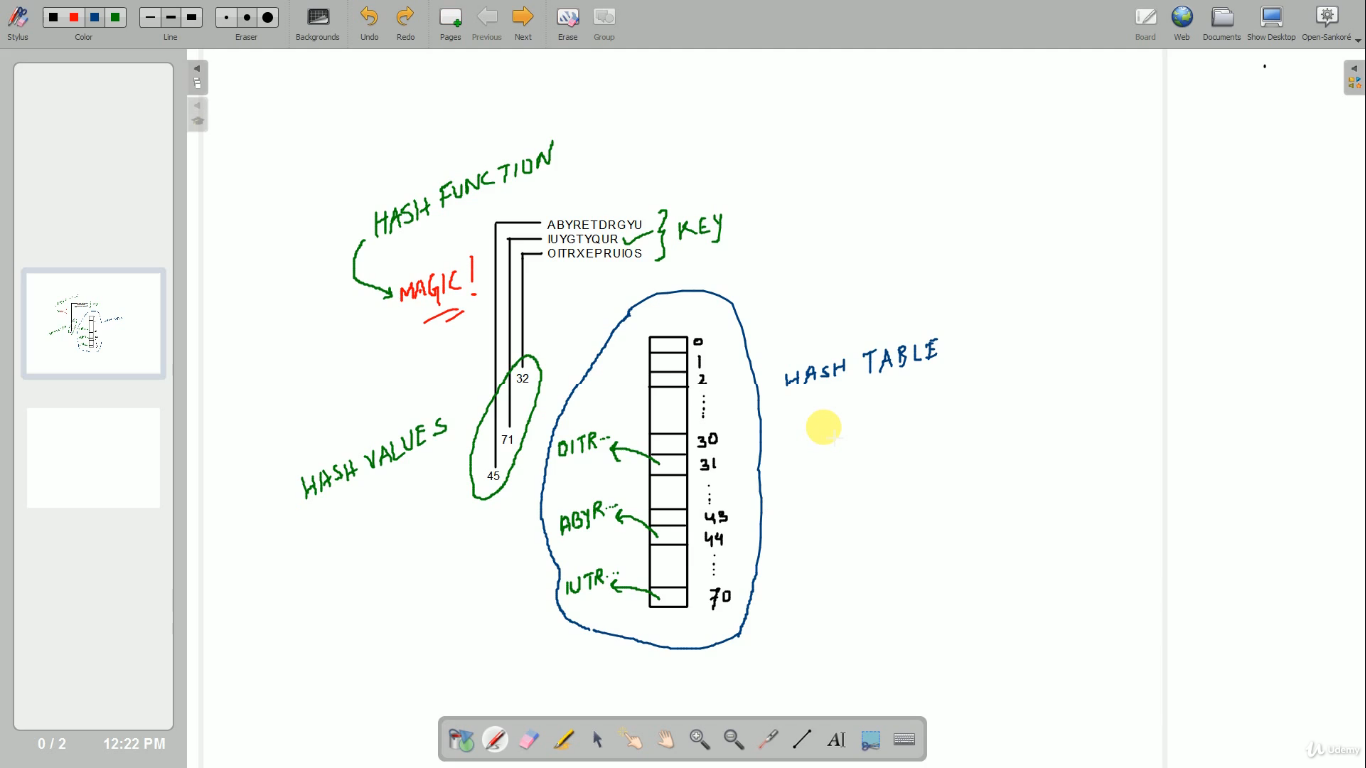 Stylus
Color
Line
Eraser
Backgrounds
Undo
Redo
Pages
Previous
Next
Erase
Group
Board
Web
Documents
Show Desktop
Open-Sankoré
HASH FUNCTION
MAGIC!
ABYRETDRGYU
IUYGTYQUR
OITRXEPRUIOS
KEY
32
71
45
HASH VALUES
HASH TABLE
0
1
2
30
31
43
44
70
OITR...
ABYR...
IUTR...
0 / 2
12:22 PM
AI
Udemy